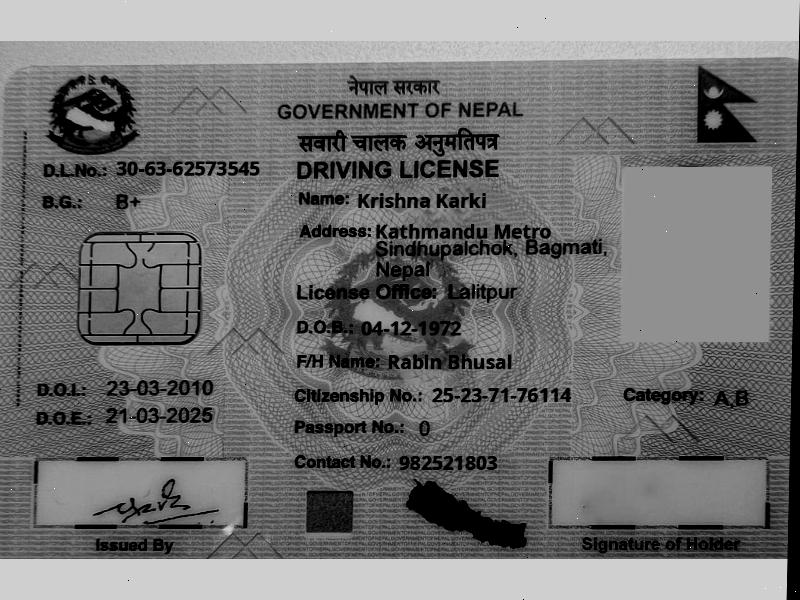 नेपाल सरकार
GOVERNMENT OF NEPAL
सवारी चालक अनुमतिपत्र
DRIVING LICENSE
D.L.No.: 30-63-62573545
B.G.: B+
Name: Krishna Karki
Address: Kathmandu Metro
Sindhupalchok, Bagmati,
Nepal
License Office: Lalitpur
D.O.B.: 04-12-1972
F/H Name: Rabin Bhusal
D.O.I.: 23-03-2010
D.O.E.: 21-03-2025
Citizenship No.: 25-23-71-76114
Category: A,B
Passport No.: 0
Contact No.: 982521803
Issued By
Signature of Holder